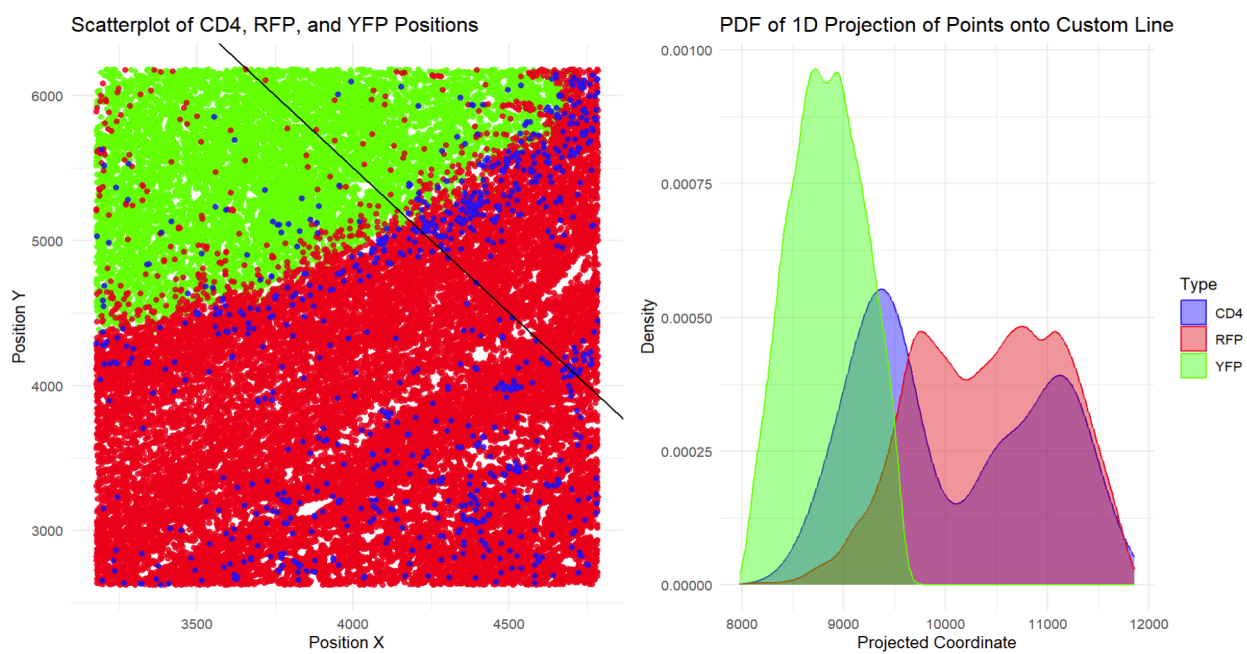 Scatterplot of CD4, RFP, and YFP Positions
6000
5000
4000
3000
Position Y
3500
4000
4500
Position X
PDF of 1D Projection of Points onto Custom Line
0.00100
0.00075
0.00050
0.00025
0.00000
Density
8000
9000
10000
11000
12000
Projected Coordinate
Type
CD4
RFP
YFP